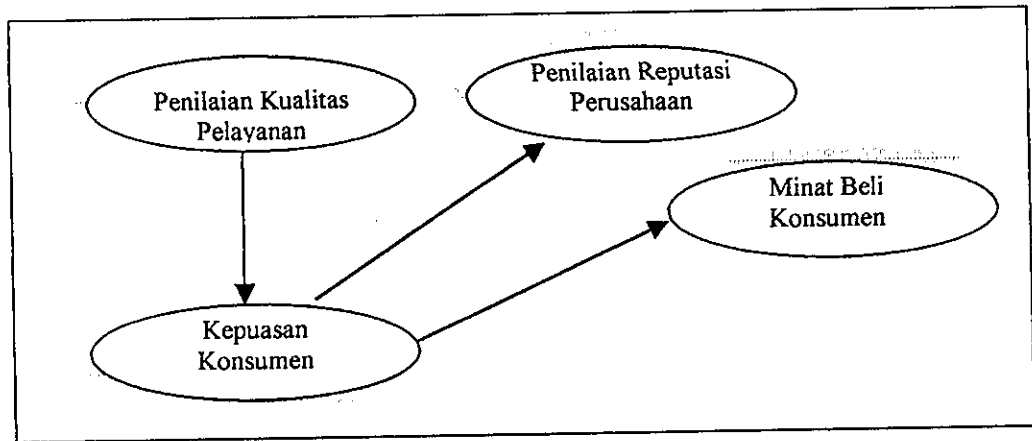 Penilaian Kualitas
Pelayanan
Penilaian Reputasi
Perusahaan
Minat Beli
Konsumen
Kepuasan
Konsumen